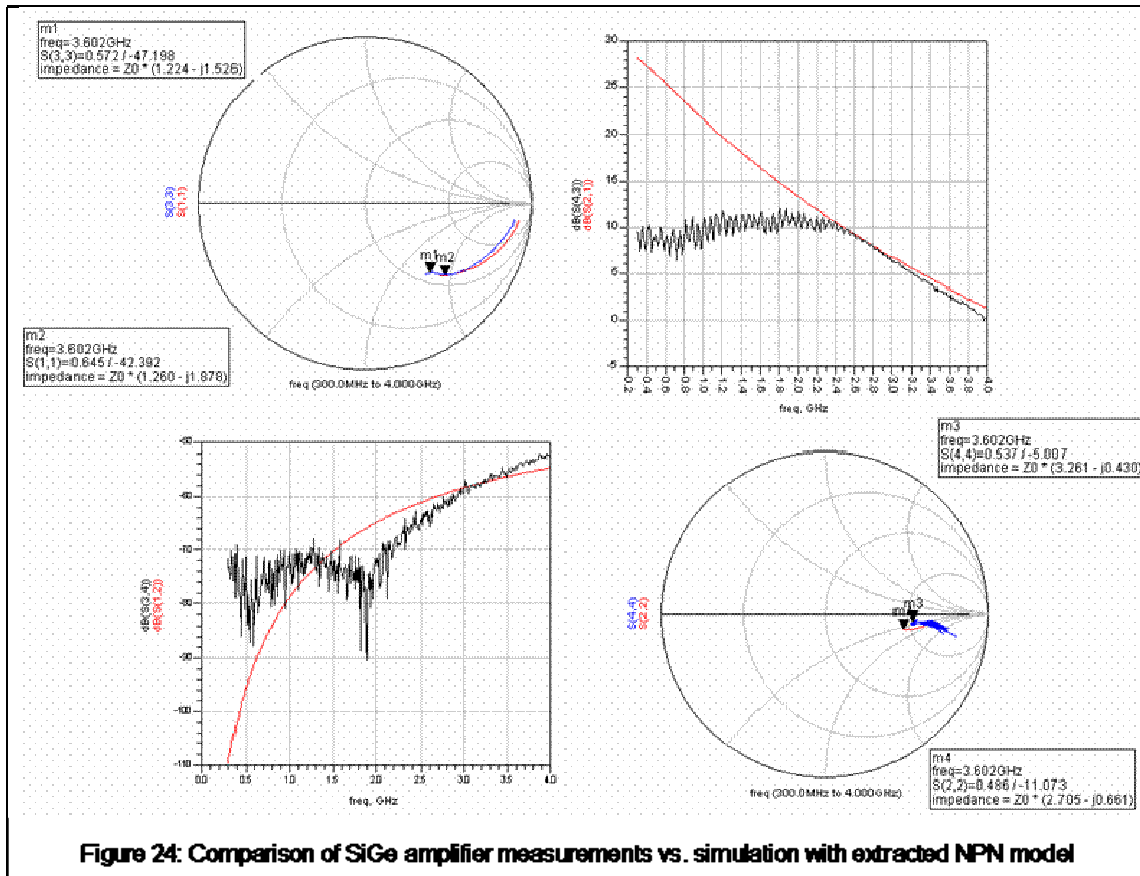 m1
freq=3.602GHz
S(3,3)=0.572 / -47.198
impedance = Z0 * (1.224 - j1.526)
S(3,3)
S(1,1)
m1 m2
m2
freq=3.602GHz
S(1,1)=0.645 / -42.392
impedance = Z0 * (1.260 - j1.878)
freq (300.0MHz to 4.000GHz)
30
25
20
15
10
5
0
-5
dB(S(2,1))
0.2 0.4 0.6 0.8 1.0 1.2 1.4 1.6 1.8 2.0 2.2 2.4 2.6 2.8 3.0 3.2 3.4 3.6 3.8 4.0
freq, GHz
-50
-60
-70
-80
-90
-100
-110
dB(S(3,4))
dB(S(1,2))
0.0 0.5 1.0 1.5 2.0 2.5 3.0 3.5 4.0
freq, GHz
m3
freq=3.602GHz
S(4,4)=0.537 / -5.007
impedance = Z0 * (3.261 - j0.430)
S(4,4)
S(2,2)
m3
freq (300.0MHz to 4.000GHz)
m4
freq=3.602GHz
S(2,2)=0.486 / -11.073
impedance = Z0 * (2.705 - j0.661)
Figure 24: Comparison of SiGe amplifier measurements vs. simulation with extracted NPN model